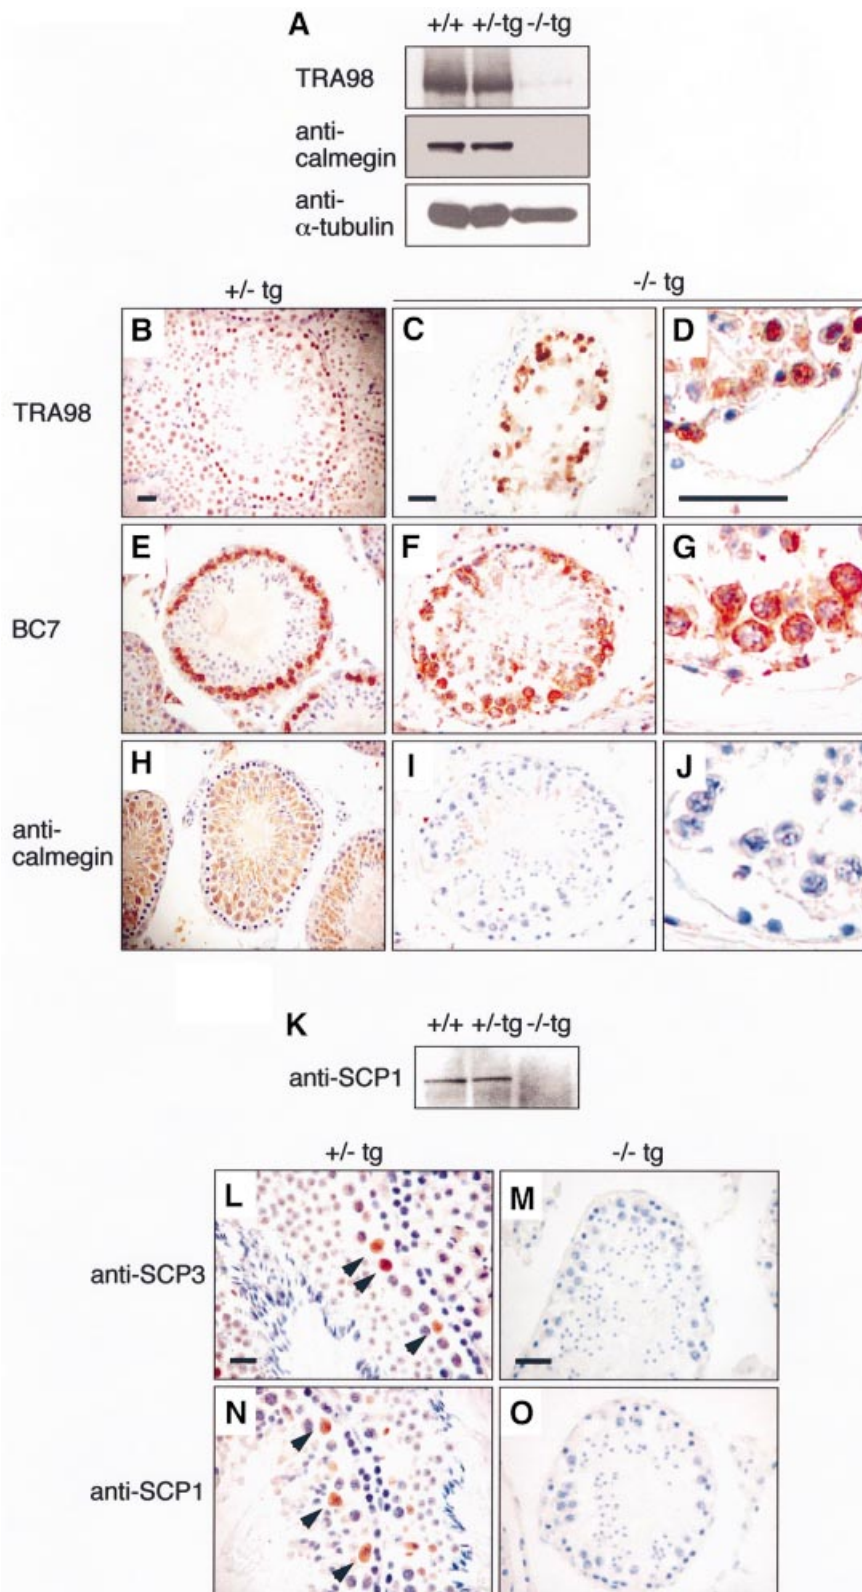 A +/+ +/-tg -/-tg
TRA98
anti-
calmegin
anti-
α-tubulin
+/- tg -/- tg
B C D
TRA98
E F G
BC7
H I J
anti-
calmegin
K +/+ +/-tg -/-tg
anti-SCP1
+/- tg -/- tg
L M
anti-SCP3
N O
anti-SCP1